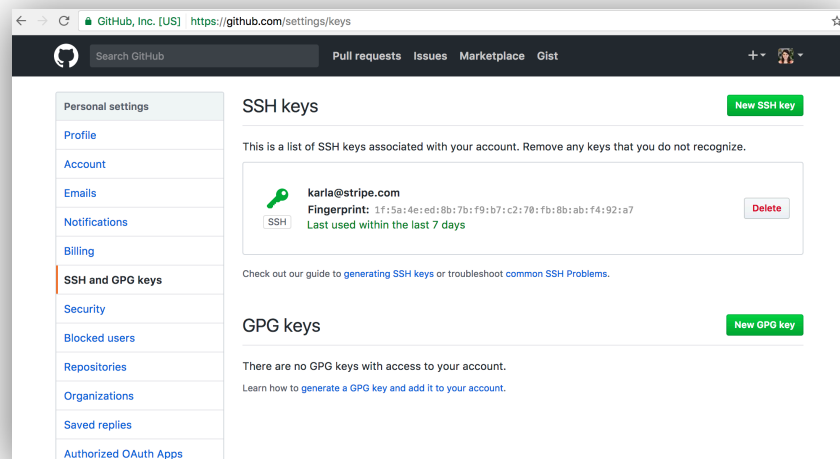 GitHub, Inc. [US] https://github.com/settings/keys
Search GitHub Pull requests Issues Marketplace Gist
Personal settings
Profile
Account
Emails
Notifications
Billing
SSH and GPG keys
Security
Blocked users
Repositories
Organizations
Saved replies
Authorized OAuth Apps
SSH keys New SSH key
This is a list of SSH keys associated with your account. Remove any keys that you do not recognize.
karla@stripe.com
Fingerprint: 1f:5a:4e:ed:8b:7b:f9:b7:c2:70:fb:8b:ab:f4:92:a7
SSH Last used within the last 7 days
Delete
Check out our guide to generating SSH keys or troubleshoot common SSH Problems.
GPG keys New GPG key
There are no GPG keys with access to your account.
Learn how to generate a GPG key and add it to your account.